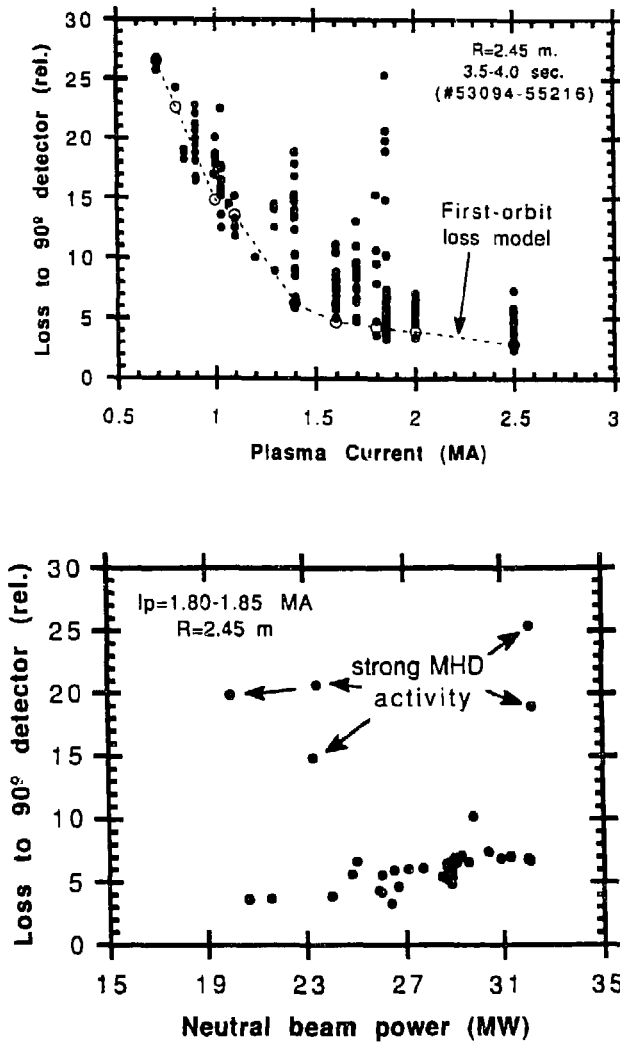 30
25
20
15
10
5
0
Loss to 90º detector (rel.)
R=2.45 m.
3.5-4.0 sec.
(#53094-55216)
First-orbit
loss model
0.5
1
1.5
2
2.5
3
Plasma Current (MA)
30
25
20
15
10
5
0
Loss to 90º detector (rel.)
Ip=1.80-1.85 MA
R=2.45 m
strong MHD
activity
15
19
23
27
31
35
Neutral beam power (MW)